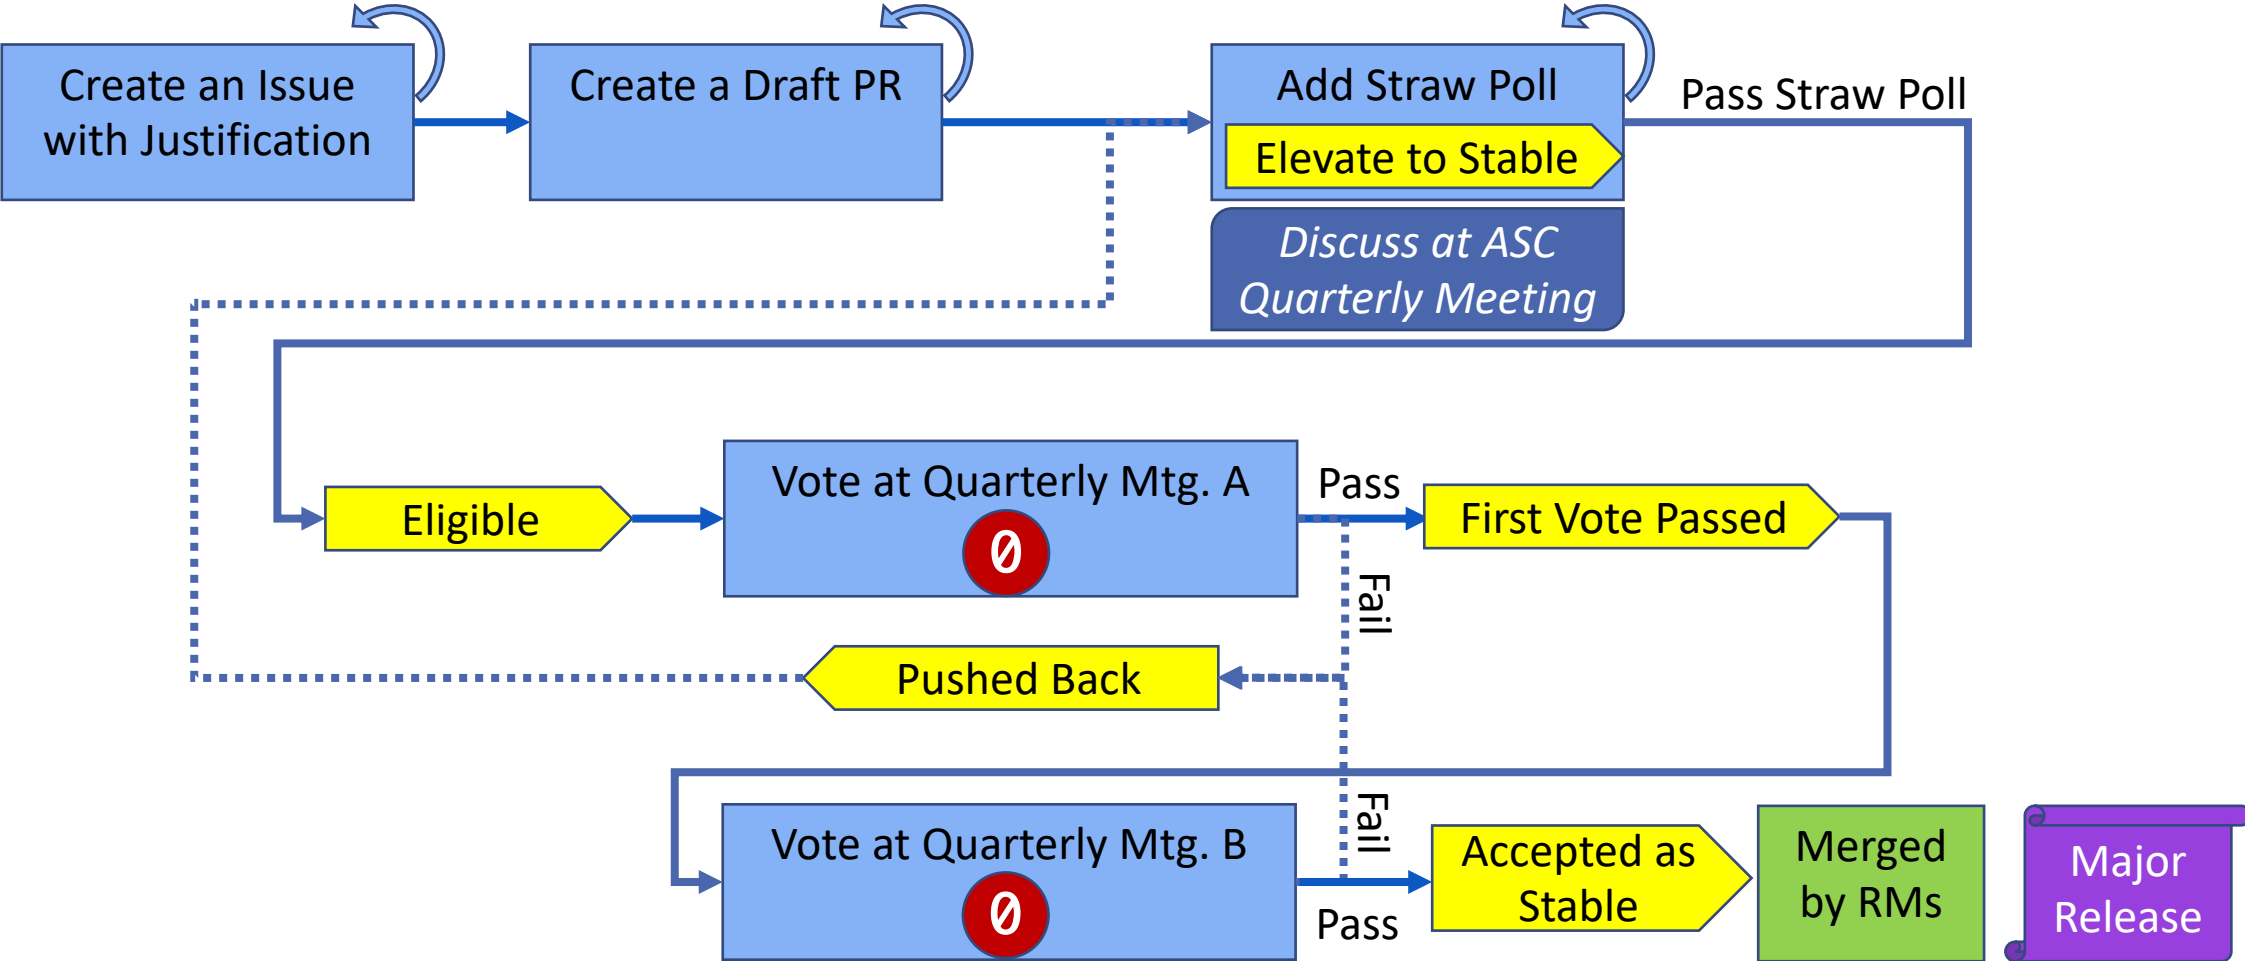 Create an Issue
with Justification
Create a Draft PR
Add Straw Poll
Elevate to Stable
Pass Straw Poll
Discuss at ASC
Quarterly Meeting
Eligible
Vote at Quarterly Mtg. A
0
Pass
Fail
First Vote Passed
Pushed Back
Vote at Quarterly Mtg. B
0
Fail
Pass
Accepted as
Stable
Merged
by RMs
Major
Release